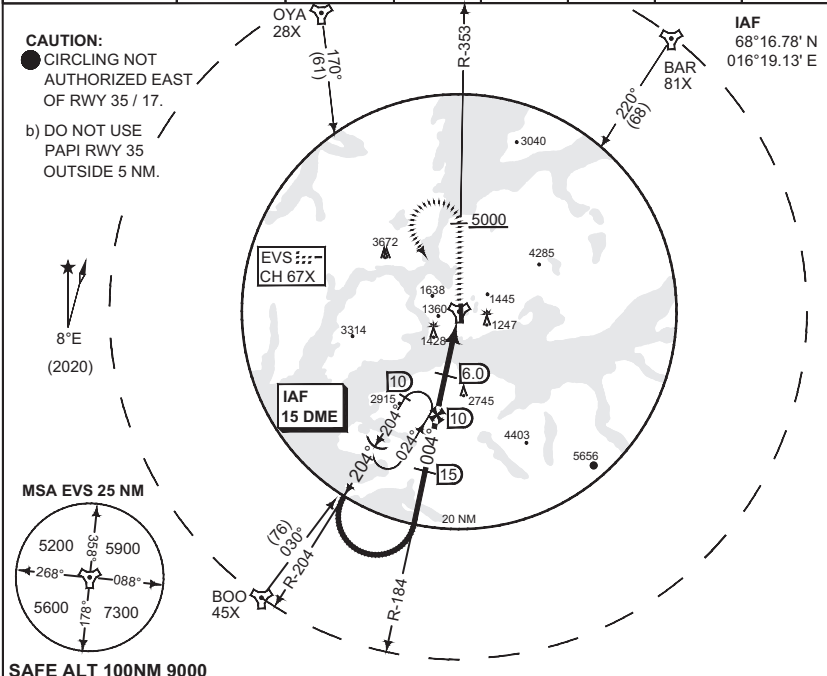 OYA
28X
CAUTION:
CIRCLING NOT
AUTHORIZED EAST
OF RWY 35 / 17.
b) DO NOT USE
PAPI RWY 35
OUTSIDE 5 NM.
170°
(61)
R-353
IAF
68°16.78' N
016°19.13' E
BAR
81X
220°
(68)
3040
5000
3672
4285
EVS
CH 67X
1638
1360
1445
1247
1428
3314
8°E
(2020)
6.0
10
2915
2745
10
IAF
15 DME
204°
024°
004°
204°
4403
5656
15
20 NM
MSA EVS 25 NM
5200
358°
5900
268°
088°
5600
178°
7300
(76)
030°
R-204
BOO
45X
R-184
SAFE ALT 100NM 9000